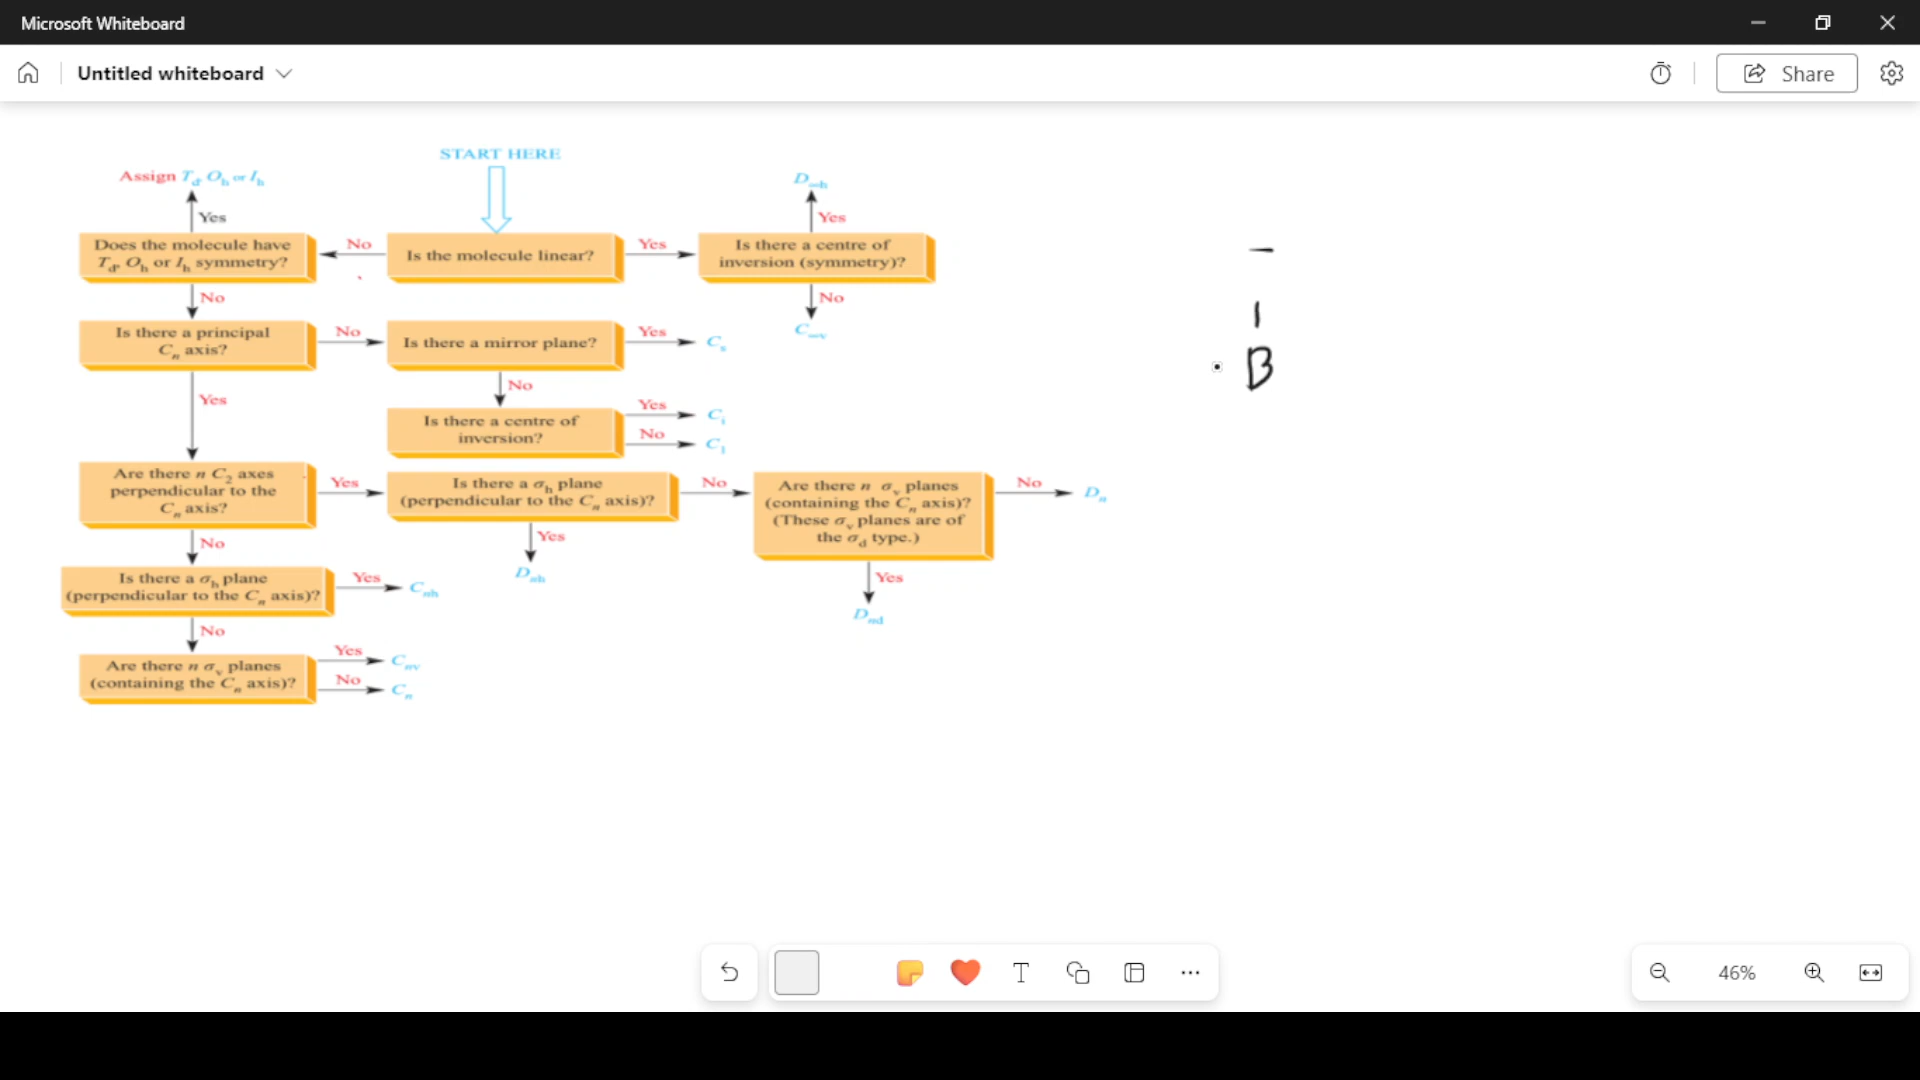 Microsoft Whiteboard
Untitled whiteboard
Share
START HERE
Assign T_d, O_h or I_h
D_∞h
Yes
Yes
Does the molecule have
T_d, O_h or I_h symmetry?
No
Is the molecule linear?
Yes
Is there a centre of
inversion (symmetry)?
No
No
C_∞v
Is there a principal
C_n axis?
No
Is there a mirror plane?
Yes
C_s
Yes
No
Is there a centre of
inversion?
Yes
C_i
No
C_1
Are there n C_2 axes
perpendicular to the
C_n axis?
Yes
Is there a σ_h plane
(perpendicular to the C_n axis)?
No
Are there n σ_v planes
(containing the C_n axis)?
(These σ_v planes are of
the σ_d type.)
No
D_n
No
Yes
D_nh
Yes
D_nd
Is there a σ_h plane
(perpendicular to the C_n axis)?
Yes
C_nh
No
Are there n σ_v planes
(containing the C_n axis)?
Yes
C_nv
No
C_n
B
46%